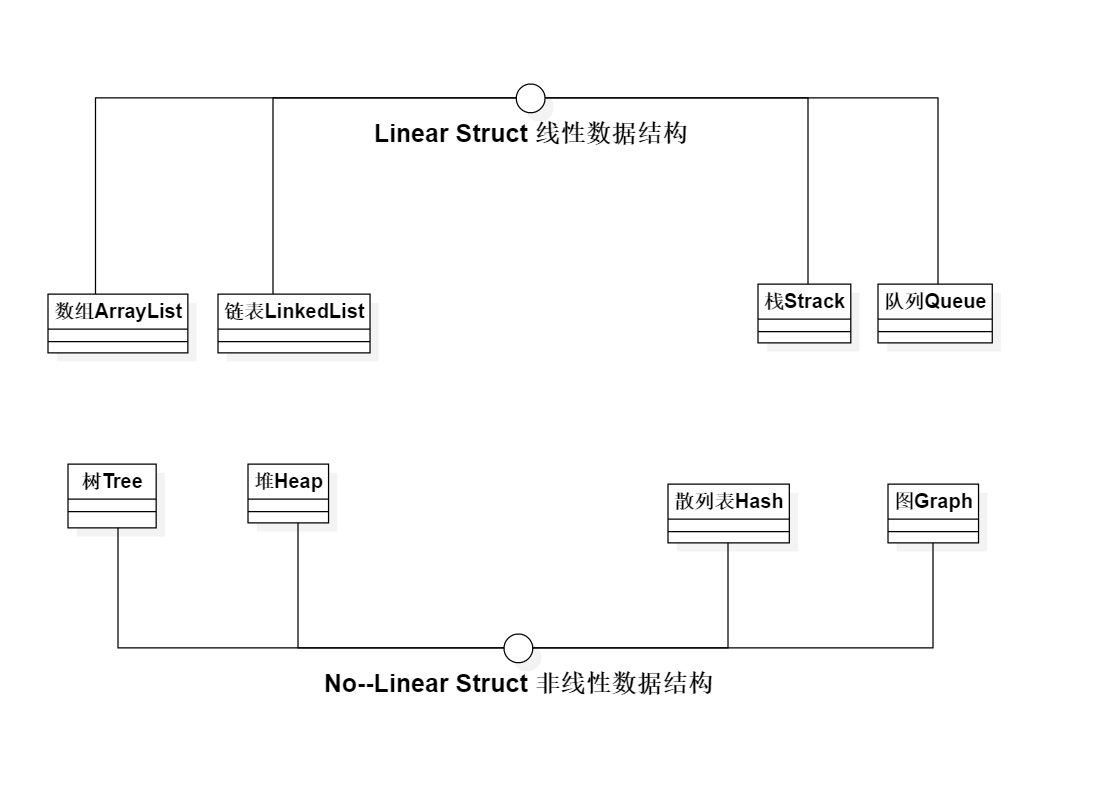 Linear Struct 线性数据结构
数组ArrayList
链表LinkedList
栈Strack
队列Queue
树Tree
堆Heap
散列表Hash
图Graph
No--Linear Struct 非线性数据结构